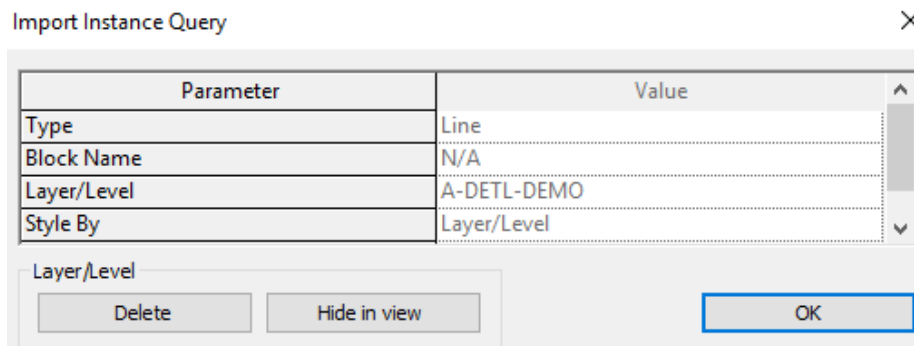 Import Instance Query
Parameter Value
Type Line
Block Name N/A
Layer/Level A-DETL-DEMO
Style By Layer/Level
Layer/Level
Delete Hide in view OK